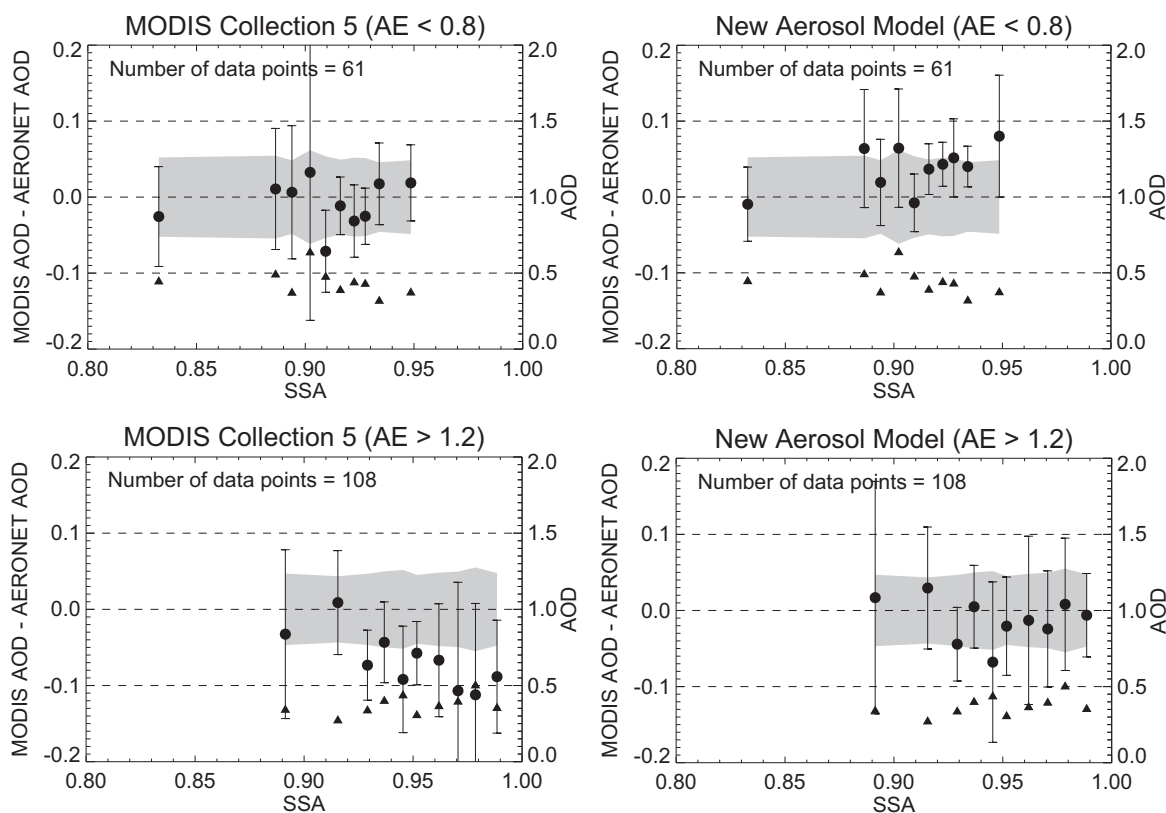 MODIS Collection 5 (AE < 0.8)
Number of data points = 61
MODIS AOD - AERONET AOD
0.2
0.1
0.0
-0.1
-0.2
2.0
1.5
1.0
0.5
0.0
AOD
0.80 0.85 0.90 0.95 1.00
SSA
New Aerosol Model (AE < 0.8)
Number of data points = 61
MODIS AOD - AERONET AOD
0.2
0.1
0.0
-0.1
-0.2
2.0
1.5
1.0
0.5
0.0
AOD
0.80 0.85 0.90 0.95 1.00
SSA
MODIS Collection 5 (AE > 1.2)
Number of data points = 108
MODIS AOD - AERONET AOD
0.2
0.1
0.0
-0.1
-0.2
2.0
1.5
1.0
0.5
0.0
AOD
0.80 0.85 0.90 0.95 1.00
SSA
New Aerosol Model (AE > 1.2)
Number of data points = 108
MODIS AOD - AERONET AOD
0.2
0.1
0.0
-0.1
-0.2
2.0
1.5
1.0
0.5
0.0
AOD
0.80 0.85 0.90 0.95 1.00
SSA